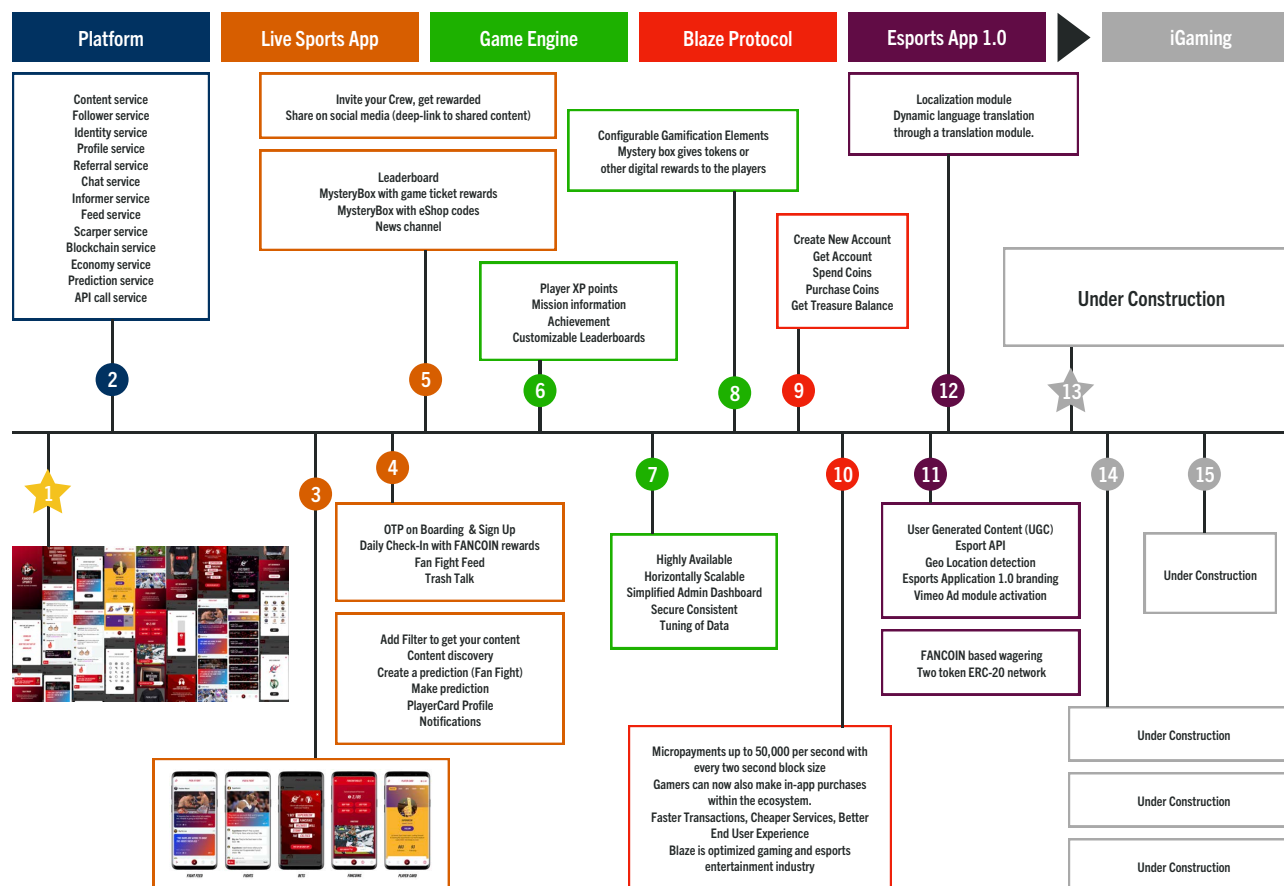 Platform
Live Sports App
Game Engine
Blaze Protocol
Esports App 1.0
iGaming
Content service
Follower service
Identity service
Profile service
Referral service
Chat service
Informer service
Feed service
Scarper service
Blockchain service
Economy service
Prediction service
API call service
Invite your Crew, get rewarded
Share on social media (deep-link to shared content)
Leaderboard
MysteryBox with game ticket rewards
MysteryBox with eShop codes
News channel
Configurable Gamification Elements
Mystery box gives tokens or
other digital rewards to the players
Localization module
Dynamic language translation
through a translation module.
Player XP points
Mission information
Achievement
Customizable Leaderboards
Create New Account
Get Account
Spend Coins
Purchase Coins
Get Treasure Balance
Under Construction
2
5
6
8
9
12
13
1
3
4
7
10
11
14
15
OTP on Boarding & Sign Up
Daily Check-In with FANCOIN rewards
Fan Fight Feed
Trash Talk
Add Filter to get your content
Content discovery
Create a prediction (Fan Fight)
Make prediction
PlayerCard Profile
Notifications
Highly Available
Horizontally Scalable
Simplified Admin Dashboard
Secure Consistent
Tuning of Data
User Generated Content (UGC)
Esport API
Geo Location detection
Esports Application 1.0 branding
Vimeo Ad module activation
FANCOIN based wagering
Two token ERC-20 network
Under Construction
Micropayments up to 50,000 per second with
every two second block size
Gamers can now also make in-app purchases
within the ecosystem.
Faster Transactions, Cheaper Services, Better
End User Experience
Blaze is optimized gaming and esports
entertainment industry
Under Construction
Under Construction
Under Construction
FIGHT FEED
FIGHTS
BETS
FANCOINS
PLAYER CARD